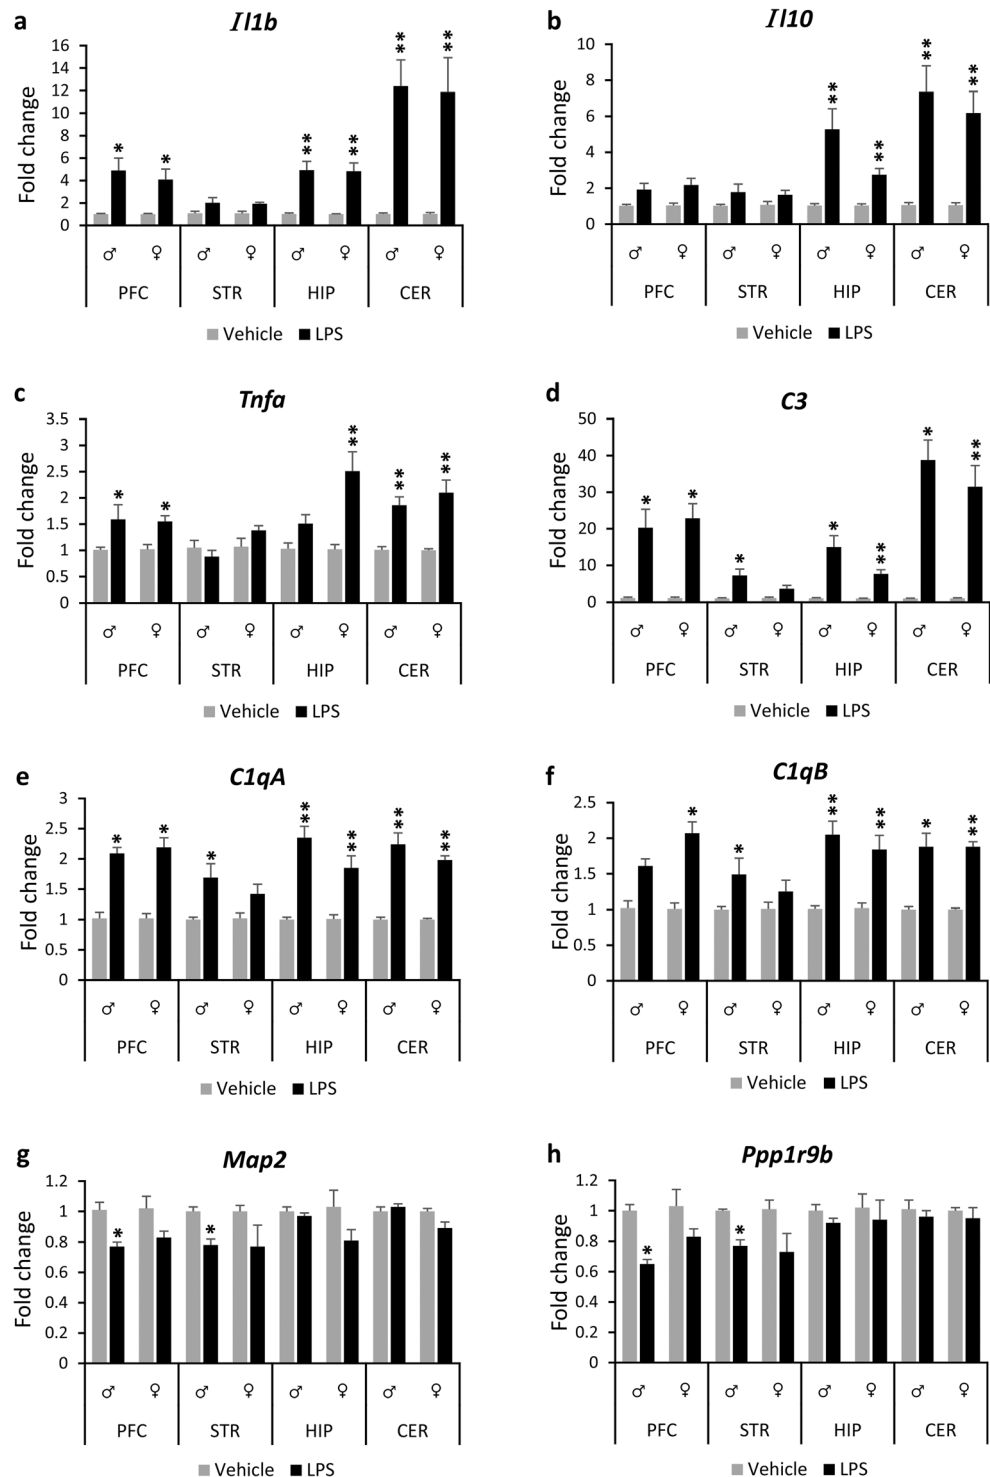 a
Il1b
Fold change
16
14
12
10
8
6
4
2
0
* * ** ** ** **
♂ ♀ ♂ ♀ ♂ ♀ ♂ ♀
PFC STR HIP CER
Vehicle LPS
b
Il10
Fold change
10
8
6
4
2
0
** ** ** **
♂ ♀ ♂ ♀ ♂ ♀ ♂ ♀
PFC STR HIP CER
Vehicle LPS
c
Tnfa
Fold change
3.5
3
2.5
2
1.5
1
0.5
0
* * ** ** **
♂ ♀ ♂ ♀ ♂ ♀ ♂ ♀
PFC STR HIP CER
Vehicle LPS
d
C3
Fold change
50
40
30
20
10
0
* * * * ** * **
♂ ♀ ♂ ♀ ♂ ♀ ♂ ♀
PFC STR HIP CER
Vehicle LPS
e
C1qA
Fold change
3
2.5
2
1.5
1
0.5
0
* * * ** ** ** **
♂ ♀ ♂ ♀ ♂ ♀ ♂ ♀
PFC STR HIP CER
Vehicle LPS
f
C1qB
Fold change
2.5
2
1.5
1
0.5
0
* * ** ** * **
♂ ♀ ♂ ♀ ♂ ♀ ♂ ♀
PFC STR HIP CER
Vehicle LPS
g
Map2
Fold change
1.2
1
0.8
0.6
0.4
0.2
0
* *
♂ ♀ ♂ ♀ ♂ ♀ ♂ ♀
PFC STR HIP CER
Vehicle LPS
h
Ppp1r9b
Fold change
1.2
1
0.8
0.6
0.4
0.2
0
* *
♂ ♀ ♂ ♀ ♂ ♀ ♂ ♀
PFC STR HIP CER
Vehicle LPS